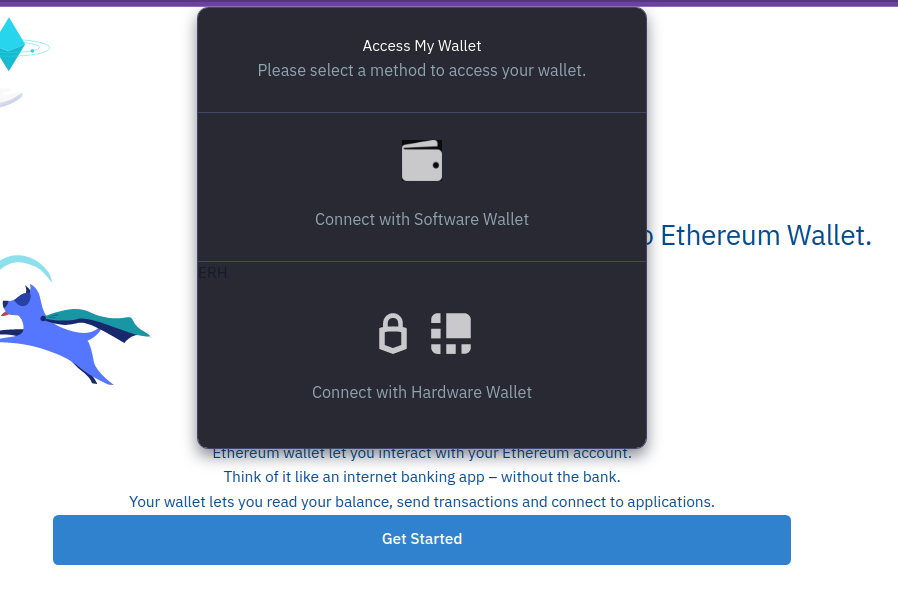 Access My Wallet
Please select a method to access your wallet.
Connect with Software Wallet
o Ethereum Wallet.
ERH
Connect with Hardware Wallet
Ethereum wallet let you interact with your Ethereum account.
Think of it like an internet banking app – without the bank.
Your wallet lets you read your balance, send transactions and connect to applications.
Get Started